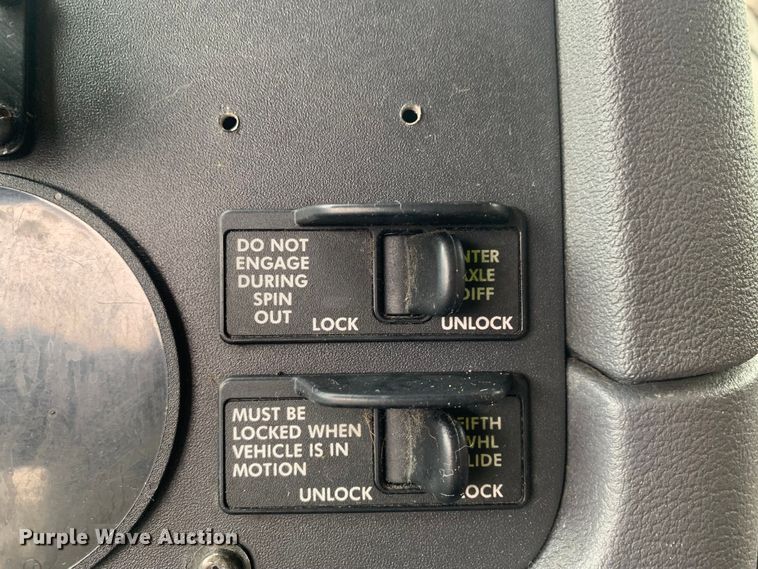 DO NOT
ENGAGE
DURING
SPIN
OUT
LOCK
UNLOCK
MUST BE
LOCKED WHEN
VEHICLE IS IN
MOTION
UNLOCK
FIFTH
Purple Wave Auction